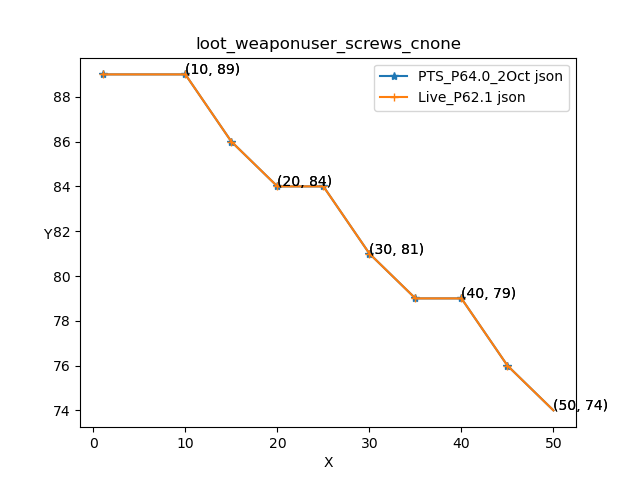 loot_weaponuser_screws_cnone
PTS_P64.0_2Oct json
Live_P62.1 json
(10, 89)
(20, 84)
(30, 81)
(40, 79)
(50, 74)
Y
88
86
84
82
80
78
76
74
0 10 20 30 40 50
X